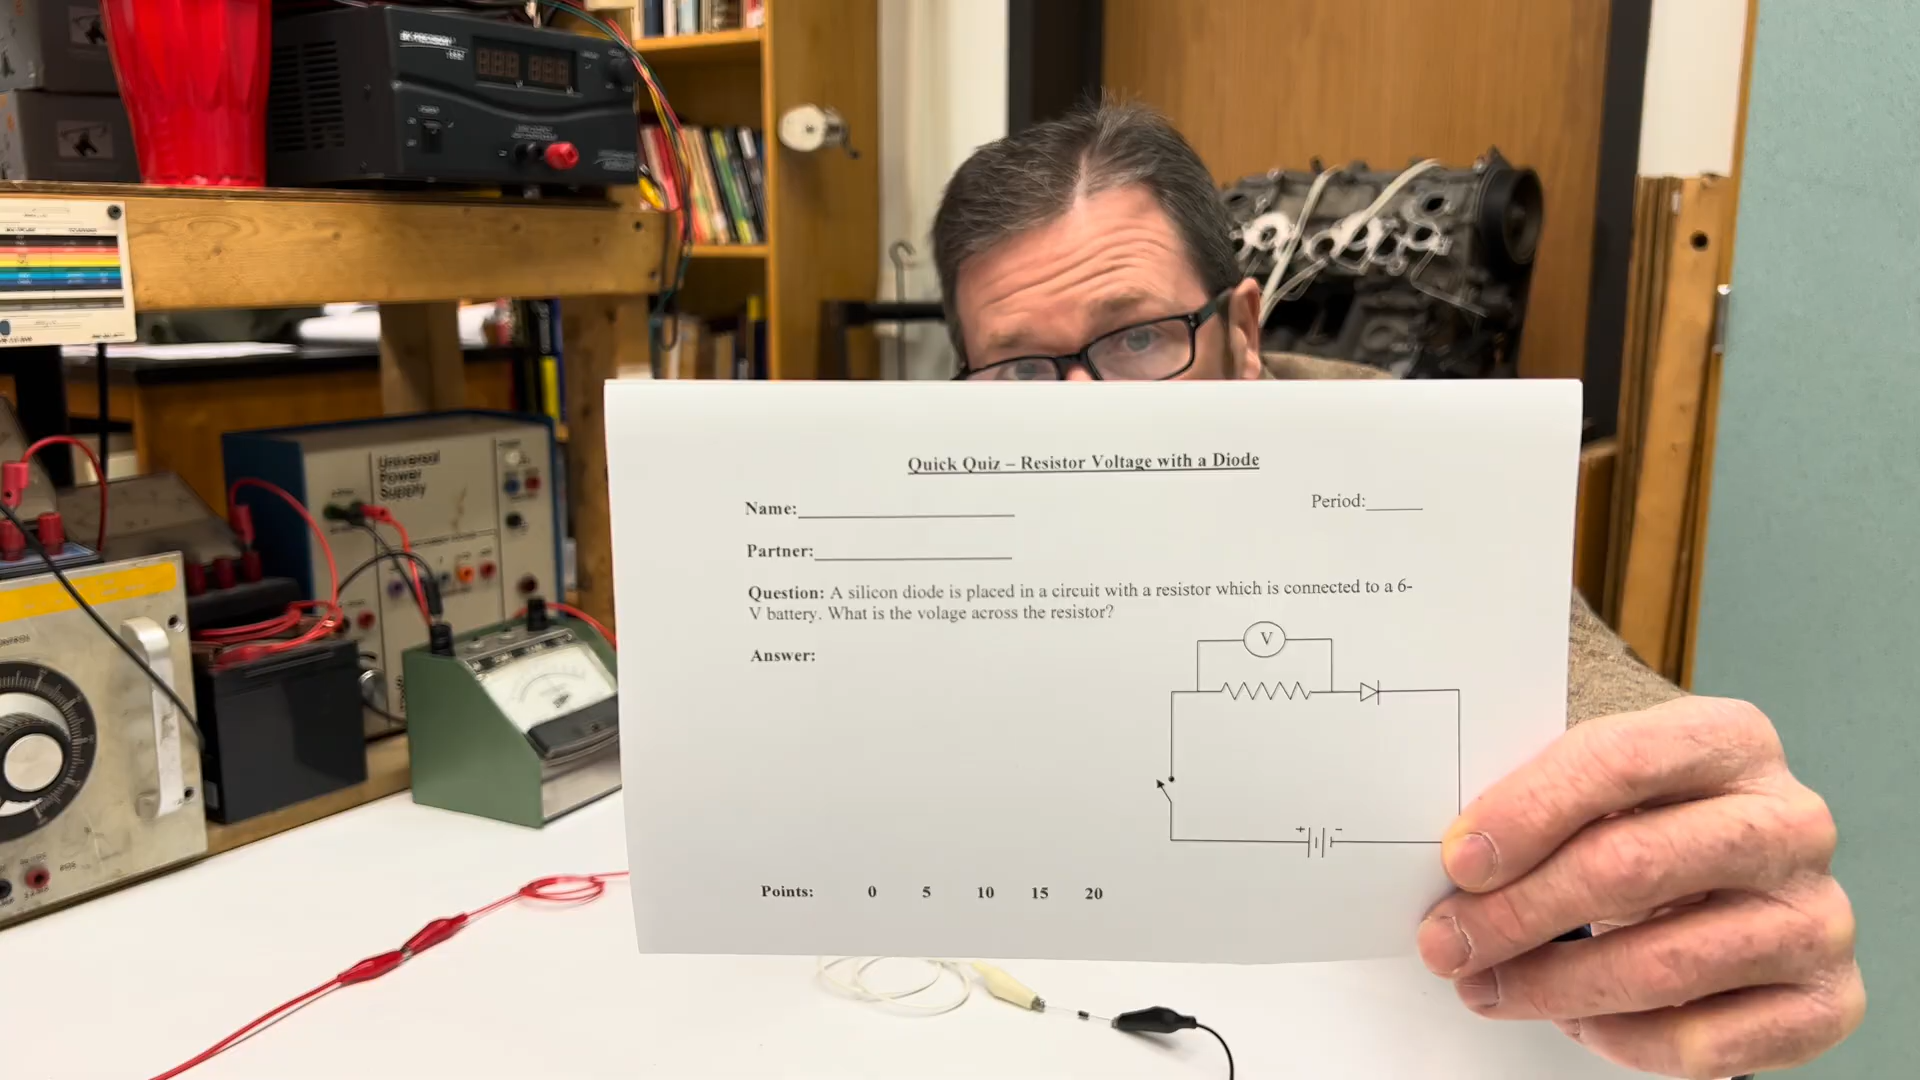 BK PRECISION
Universal
Power
Supply
Quick Quiz – Resistor Voltage with a Diode
Name:
Period:
Partner:
Question: A silicon diode is placed in a circuit with a resistor which is connected to a 6-
V battery. What is the volage across the resistor?
Answer:
V
+ -
Points: 0 5 10 15 20